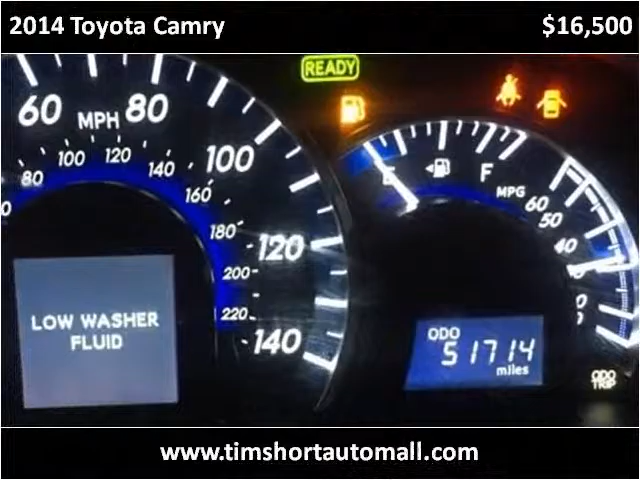 2014 Toyota Camry
$16,500
READY
60
MPH
80
100
120
140
80
100
120
140
160
180
200
220
0
E
F
MPG
60
50
40
LOW WASHER
FLUID
ODO
51714
miles
ODO
TRIP
www.timshortautomall.com